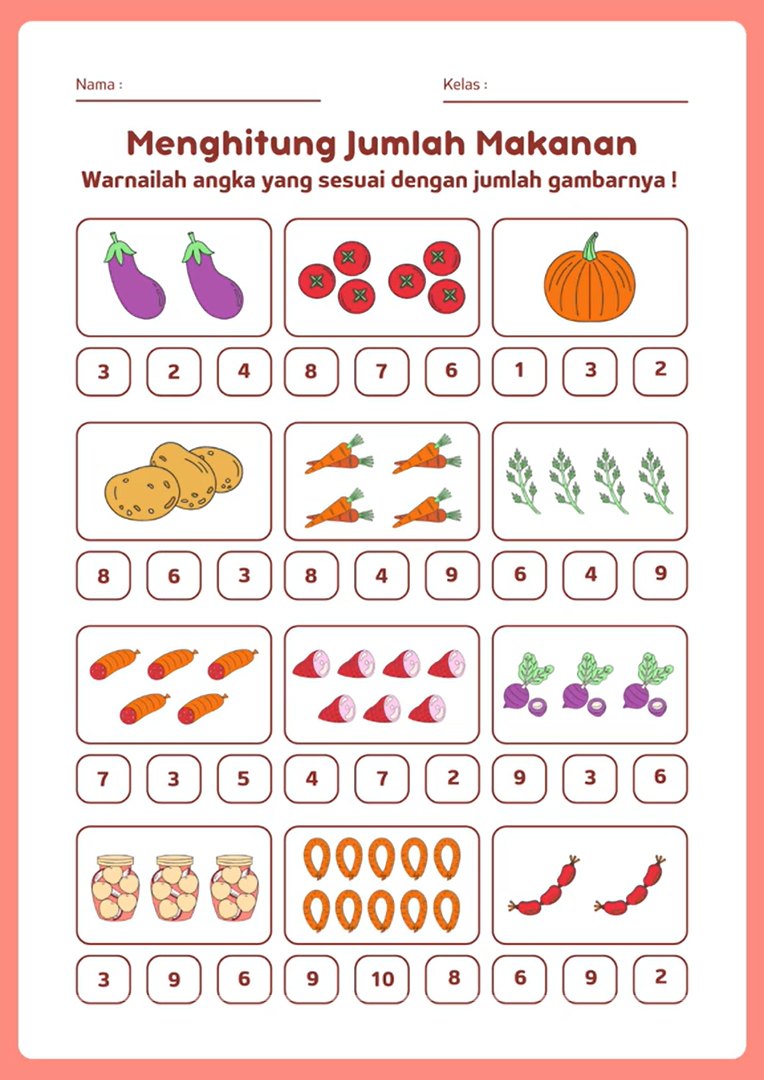 Nama :
Kelas :
Menghitung Jumlah Makanan
Warnailah angka yang sesuai dengan jumlah gambarnya !
3 2 4 8 7 6 1 3 2
8 6 3 8 4 9 6 4 9
7 3 5 4 7 2 9 3 6
3 9 6 9 10 8 6 9 2